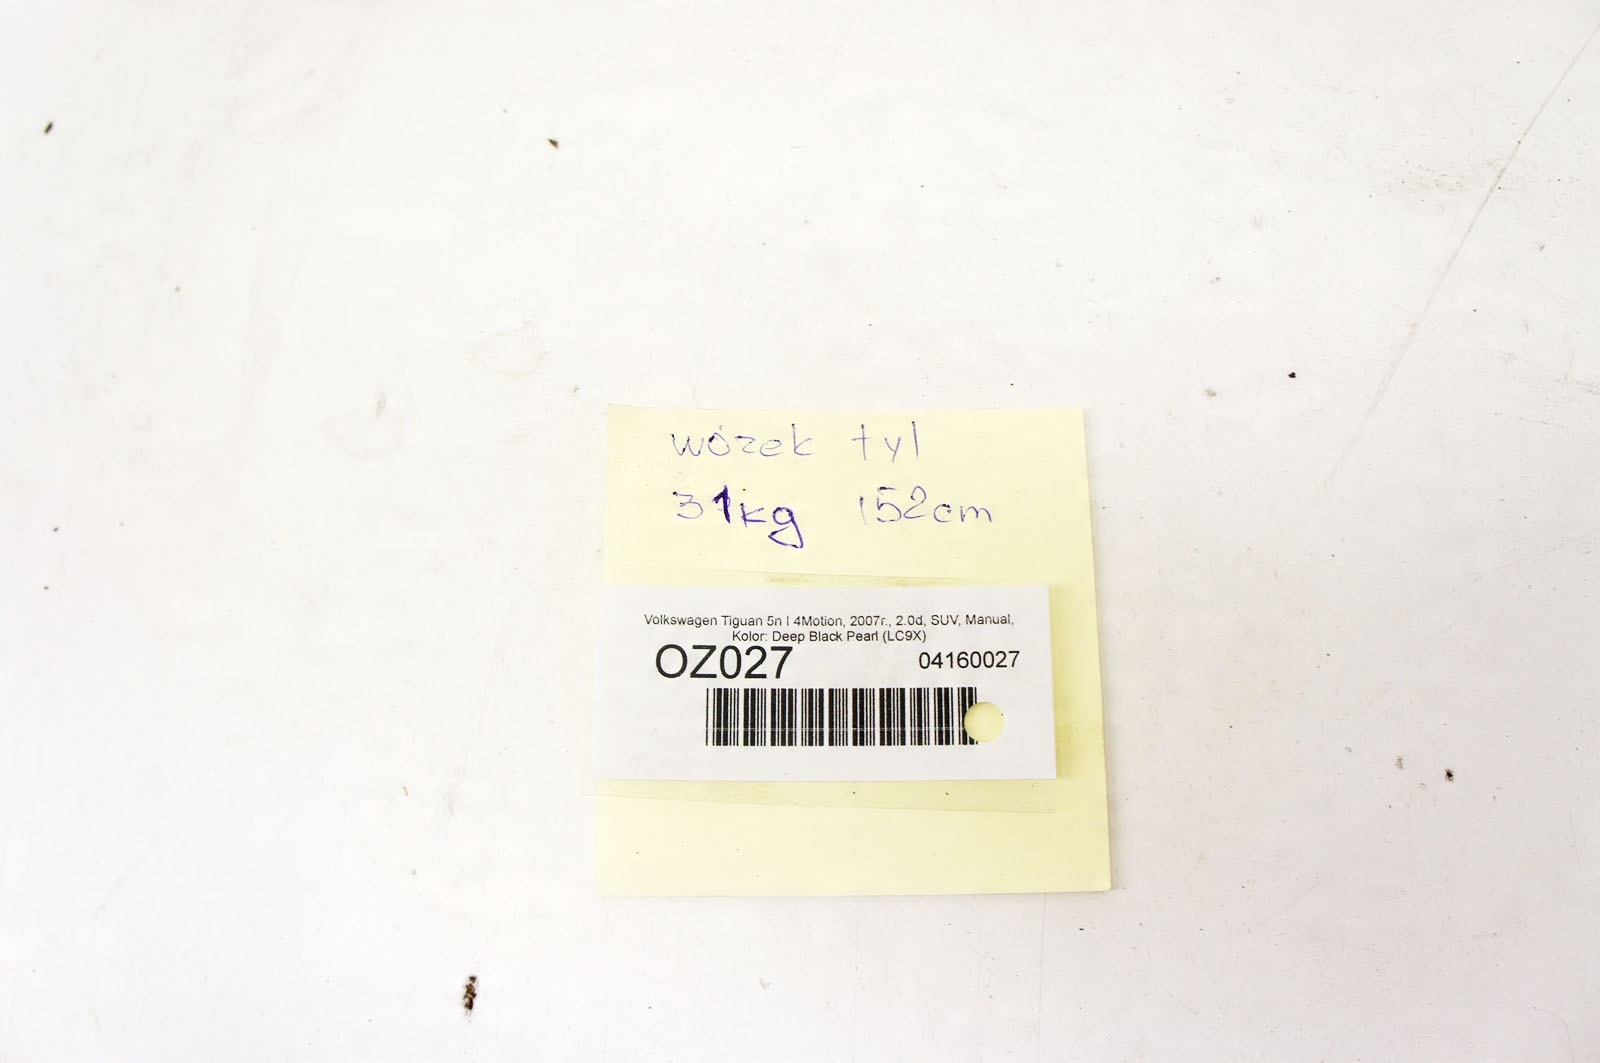 wózek tyl
31kg 152cm
Volkswagen Tiguan 5n I 4Motion, 2007r., 2.0d, SUV, Manual,
Kolor: Deep Black Pearl (LC9X)
OZ027 04160027